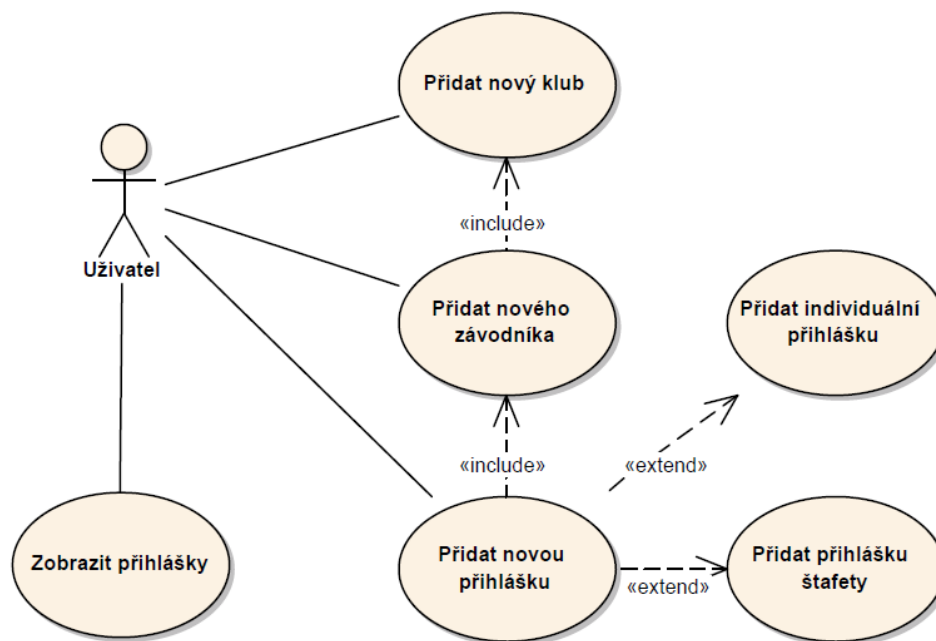 Přidat nový klub
«include»
Uživatel
Přidat nového
závodníka
Přidat individuální
přihlášku
«include»
«extend»
Zobrazit přihlášky
Přidat novou
přihlášku
«extend»
Přidat přihlášku
štafety